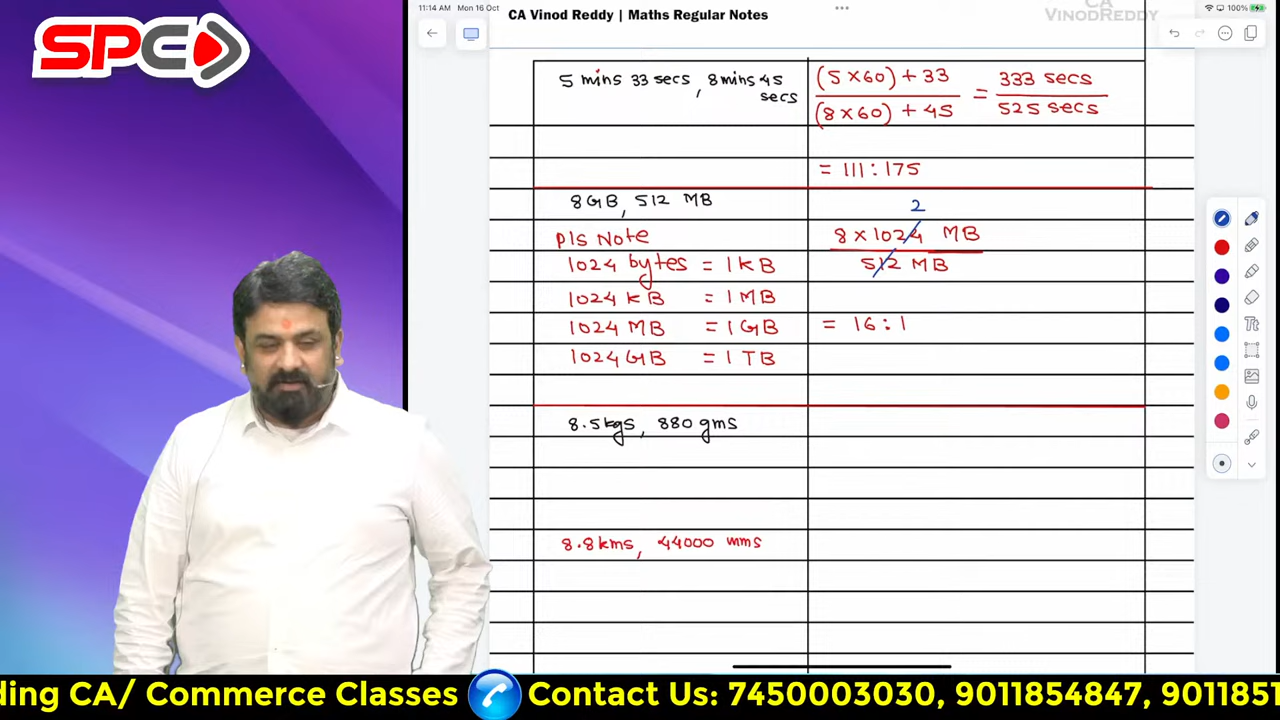 11:14 AM Mon 16 Oct
100%
SPC
CA Vinod Reddy | Maths Regular Notes
CA
VINODREDDY
5 mins 33 secs, 8 mins 45 secs
(5 x 60) + 33
(8 x 60) + 45
= 333 secs
525 secs
= 111 : 175
8GB, 512 MB
2
Pls Note
8 x 1024 MB
512 MB
1024 bytes = 1 KB
1024 KB = 1 MB
1024 MB = 1 GB
= 16 : 1
1024 GB = 1 TB
8.5 kgs, 880 gms
8.8 kms, 44000 mms
Tt
ding CA/ Commerce Classes Contact Us: 7450003030, 9011854847, 901185